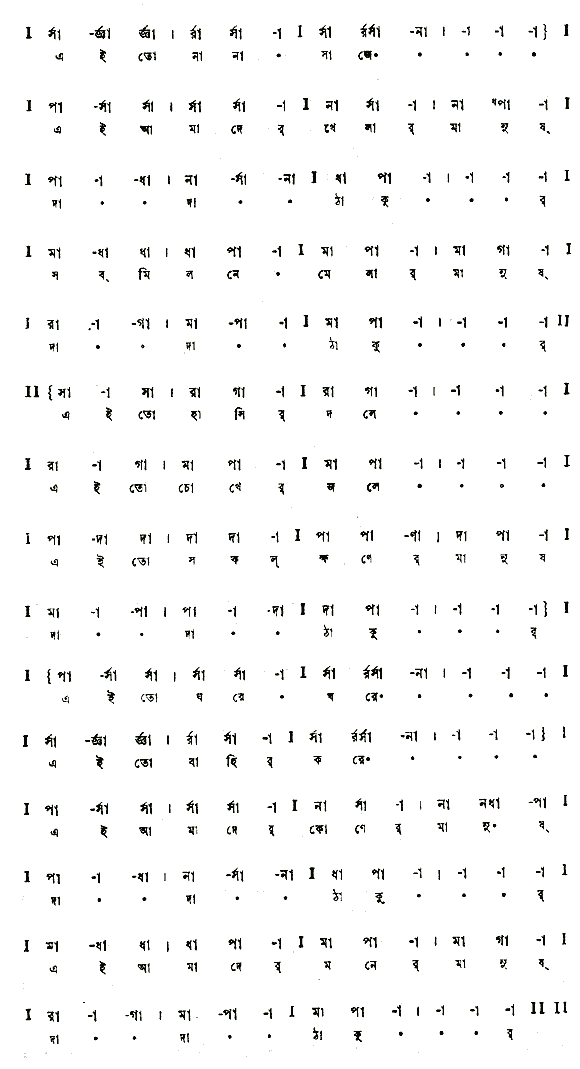 I র্সা -র্জ্ঞা র্জ্ঞা । র্রা র্সা -া I র্সা র্রর্সা -না । -া -া -া } I
এ ই তো না না • সা জে• • • • •
I পা -র্সা র্সা । র্সা র্সা -া I না র্সা -া । না ধপা -া I
এ ই আ মা দে র্ খে লা র্ মা নু ষ্
I পা -া -ধা । না -র্সা -না I ধা পা -া । -া -া -া I
দা • • দা • • ঠা কু • • • র্
I মা -ধা ধা । ধা পা -া I মা পা -া । মা গা -া I
স ব্ মি ল নে • মে লা র্ মা নু ষ্
I রা -া -গা । মা -পা -া I মা পা -া । -া -া -া II
দা • • দা • • ঠা কু • • • র্
II { সা -া সা । রা গা -া I রা গা -া । -া -া -া I
এ ই তো হা সি র্ দ লে • • • •
I রা -া গা । মা পা -া I মা পা -া । -া -া -া I
এ ই তো চো খে র্ জ লে • • • •
I পা -দা দা । দা দা -া I পা পা -ণা । দা পা -া I
এ ই তো স ক ল্ ক্ষ ণে র্ মা নু ষ
I মা -া -পা । পা -া -দা I দা পা -া । -া -া -া } I
দা • • দা • • ঠা কু • • • র্
I { পা -র্সা র্সা । র্সা র্সা -া I র্সা র্রর্সা -না । -া -া -া I
এ ই তো ঘ রে • ঘ রে• • • • •
I র্সা -র্জ্ঞা র্জ্ঞা । র্রা র্সা -া I র্সা র্রর্সা -না । -া -া -া } I
এ ই তো বা হি র্ ক রে• • • • •
I পা -র্সা র্সা । র্সা র্সা -া I না র্সা -া । না নধা -পা I
এ ই আ মা দে র্ কো ণে র্ মা নু• ষ্
I পা -া -ধা । না -র্সা -না I ধা পা -া । -া -া -া I
দা • • দা • • ঠা কু • • • র্
I মা -ধা ধা । ধা পা -া I মা পা -া । মা গা -া I
এ ই আ মা দে র্ ম নে র্ মা নু ষ্
I রা -া -গা । মা -পা -া I মা পা -া । -া -া -া II II
দা • • দা • • ঠা কু • • • র্